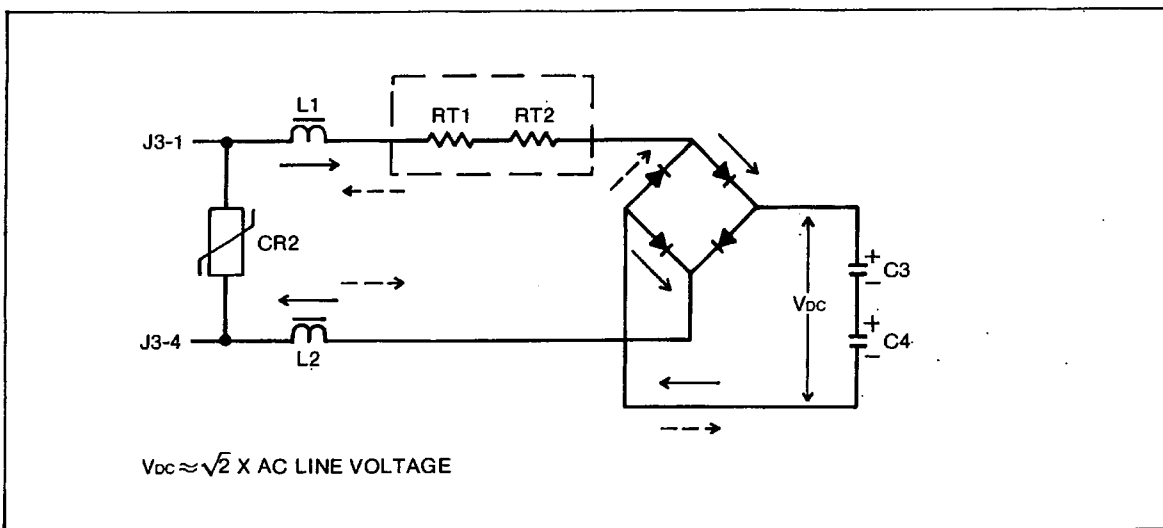 L1
RT1 RT2
J3-1
CR2
+ C3
−
VDC
+ C4
−
J3-4
L2
VDC ≈ √2 X AC LINE VOLTAGE